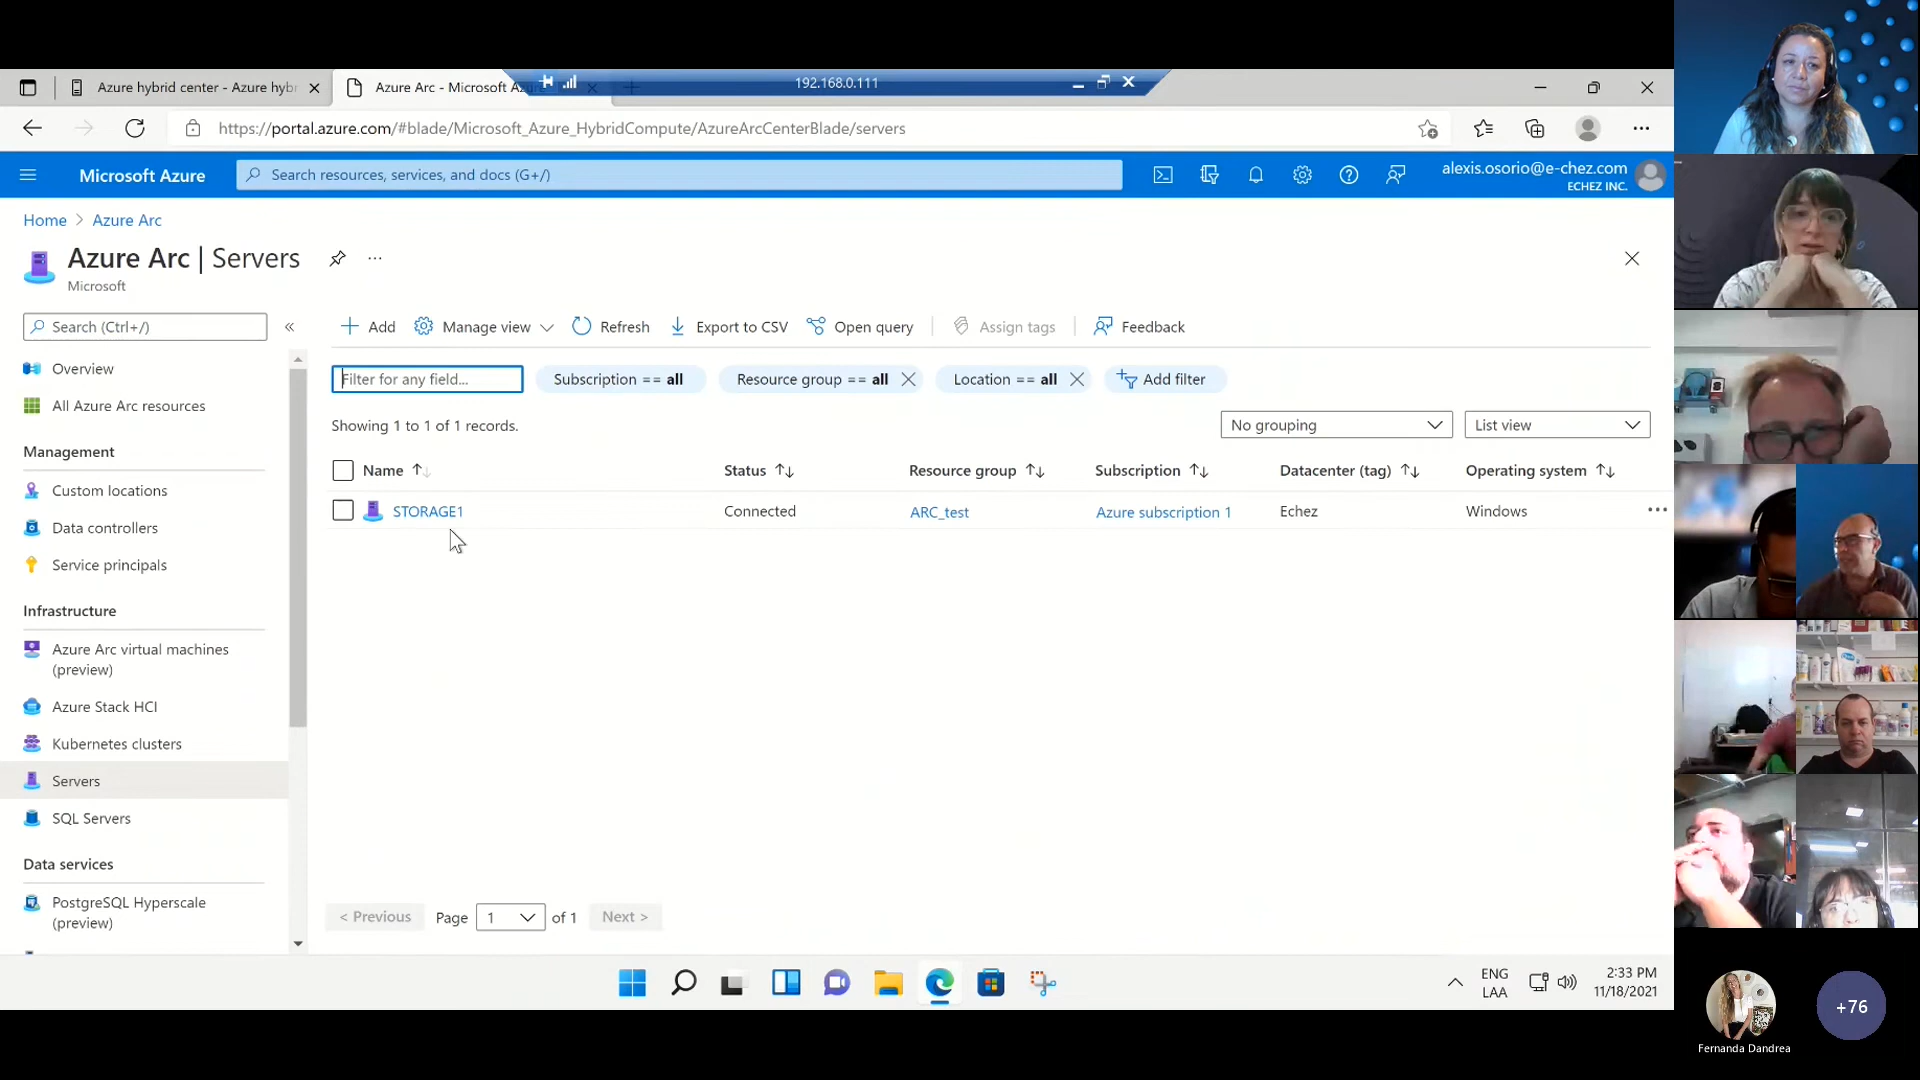 Azure hybrid center - Azure hyb
Azure Arc - Microsoft Az
192.168.0.111
https://portal.azure.com/#blade/Microsoft_Azure_HybridCompute/AzureArcCenterBlade/servers
Microsoft Azure
Search resources, services, and docs (G+/)
alexis.osorio@e-chez.com
ECHEZ INC.
Home > Azure Arc
Azure Arc | Servers
Microsoft
Search (Ctrl+/)
«
Overview
All Azure Arc resources
Management
Custom locations
Data controllers
Service principals
Infrastructure
Azure Arc virtual machines
(preview)
Azure Stack HCI
Kubernetes clusters
Servers
SQL Servers
Data services
PostgreSQL Hyperscale
(preview)
+ Add Manage view Refresh Export to CSV Open query Assign tags Feedback
Filter for any field... Subscription == all Resource group == all Location == all Add filter
Showing 1 to 1 of 1 records.
No grouping List view
Name Status Resource group Subscription Datacenter (tag) Operating system
STORAGE1 Connected ARC_test Azure subscription 1 Echez Windows
< Previous Page 1 of 1 Next >
ENG
LAA
2:33 PM
11/18/2021
+76
Fernanda Dandrea